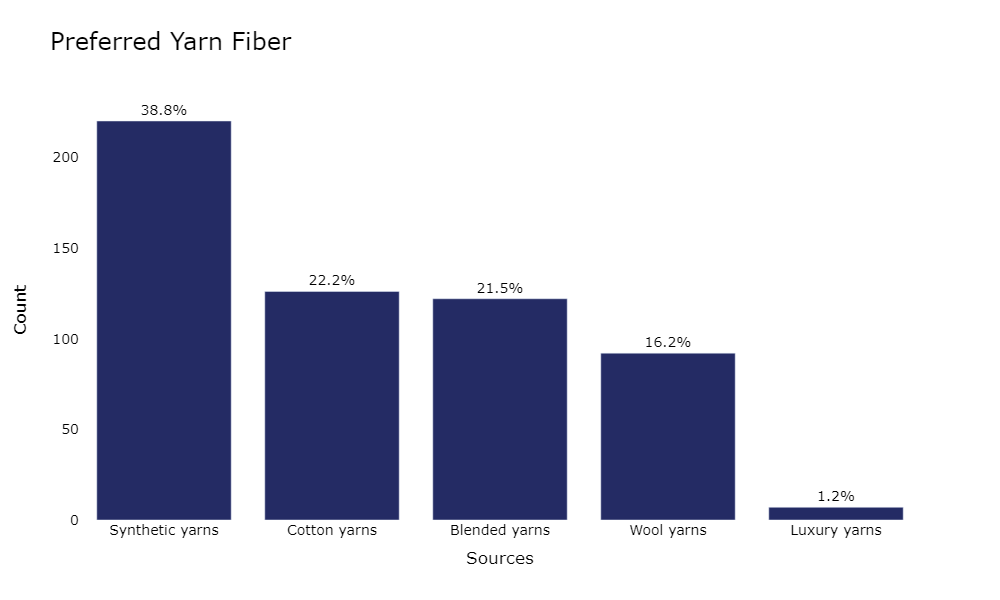 Preferred Yarn Fiber
38.8%
22.2%
21.5%
16.2%
1.2%
200
150
100
50
0
Count
Synthetic yarns
Cotton yarns
Blended yarns
Wool yarns
Luxury yarns
Sources